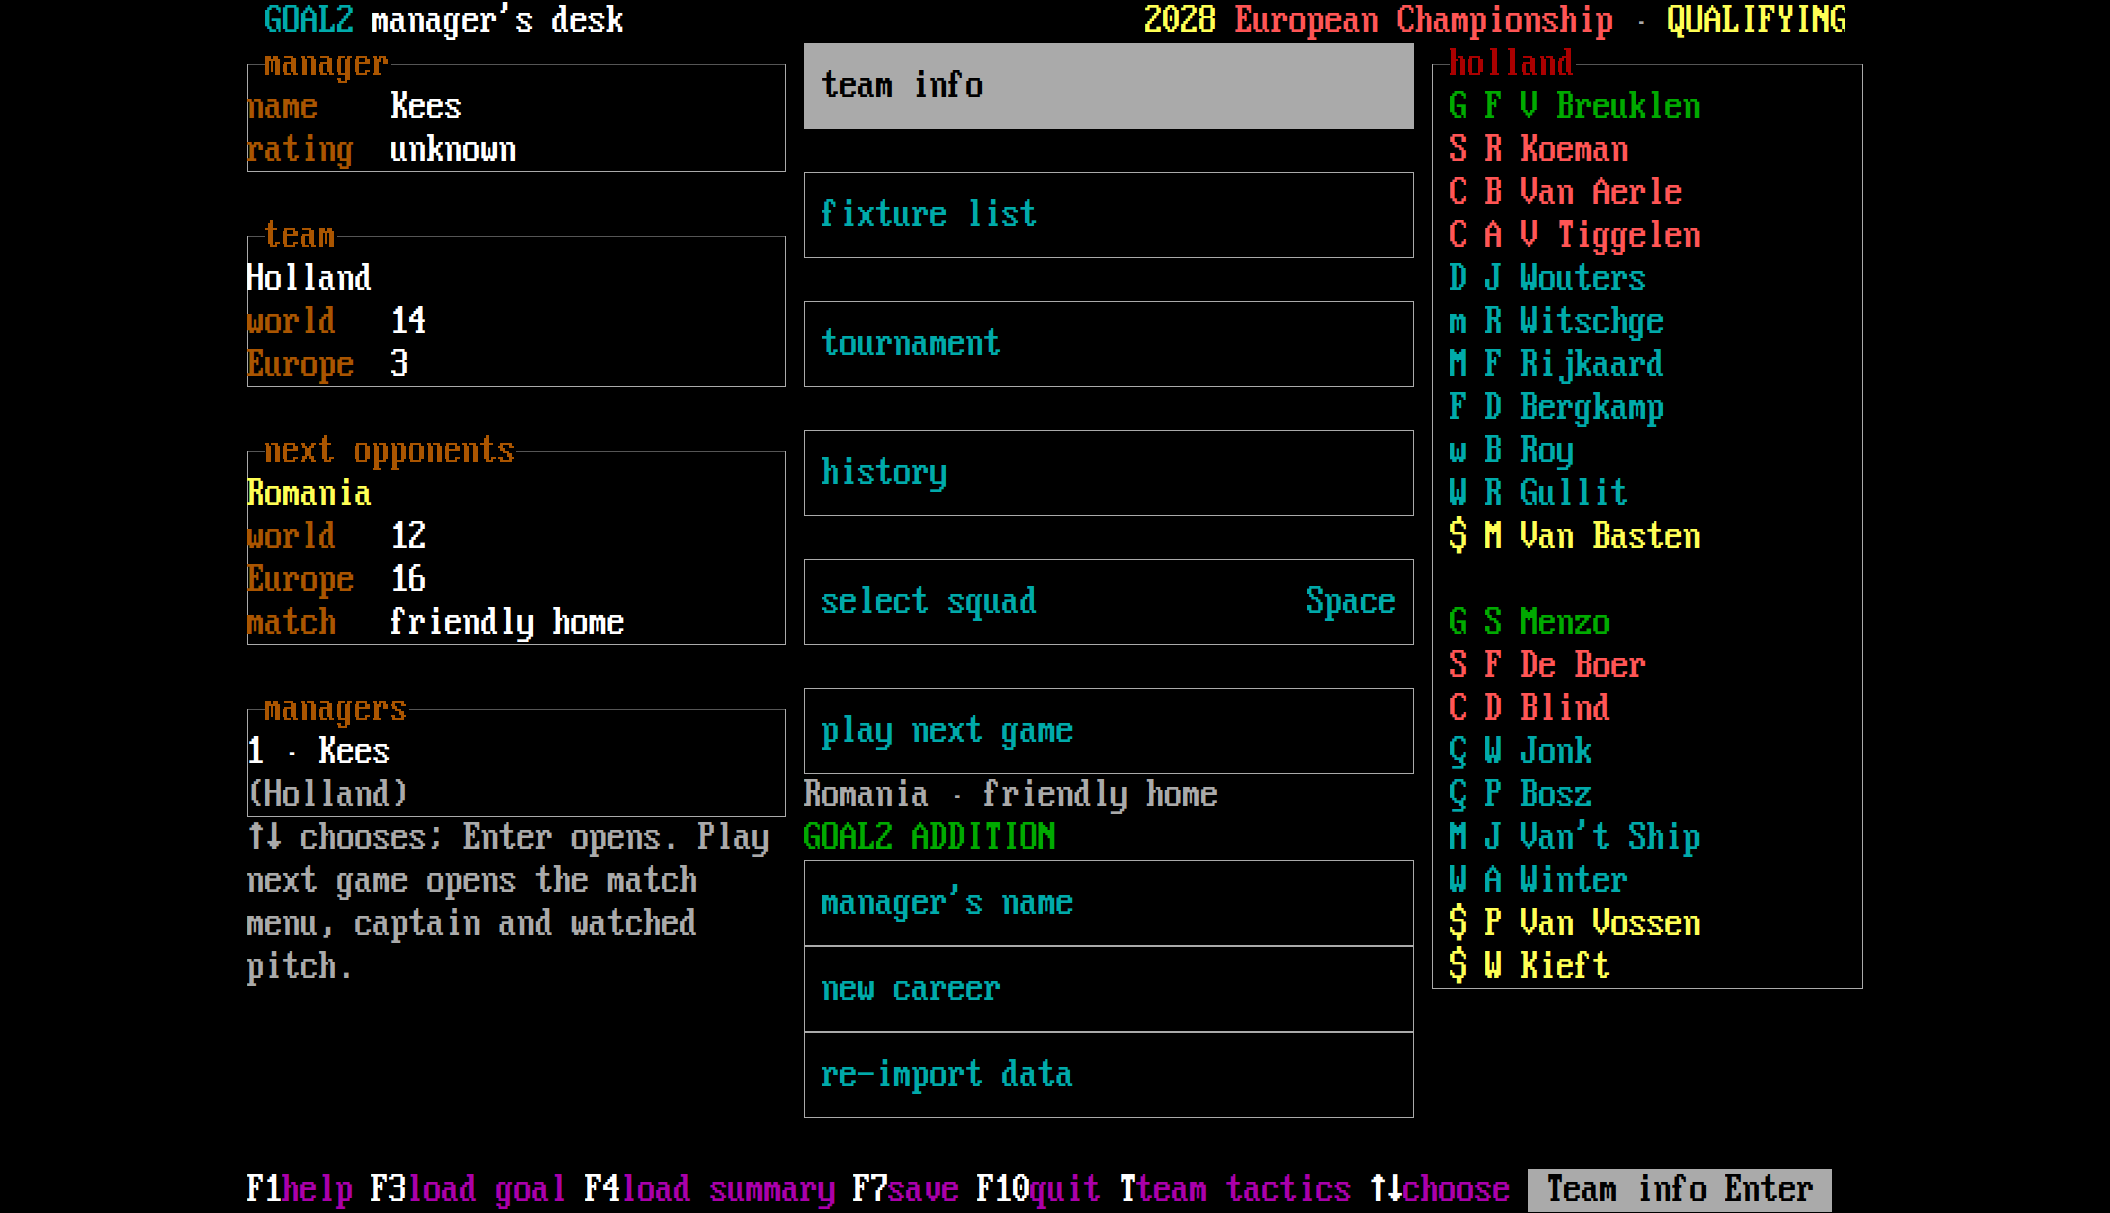 GOAL2 manager's desk
2028 European Championship · QUALIFYING
manager
name Kees
rating unknown
team
Holland
world 14
Europe 3
next opponents
Romania
world 12
Europe 16
match friendly home
managers
1 · Kees
(Holland)
↑↓ chooses; Enter opens. Play
next game opens the match
menu, captain and watched
pitch.
team info
fixture list
tournament
history
select squad Space
play next game
Romania · friendly home
GOAL2 ADDITION
manager's name
new career
re-import data
holland
G F V Breuklen
S R Koeman
C B Van Aerle
C A V Tiggelen
D J Wouters
m R Witschge
M F Rijkaard
F D Bergkamp
w B Roy
W R Gullit
$ M Van Basten
G S Menzo
S F De Boer
C D Blind
Ç W Jonk
Ç P Bosz
M J Van't Ship
W A Winter
$ P Van Vossen
$ W Kieft
F1help F3load goal F4load summary F7save F10quit Tteam tactics ↑↓choose Team info Enter